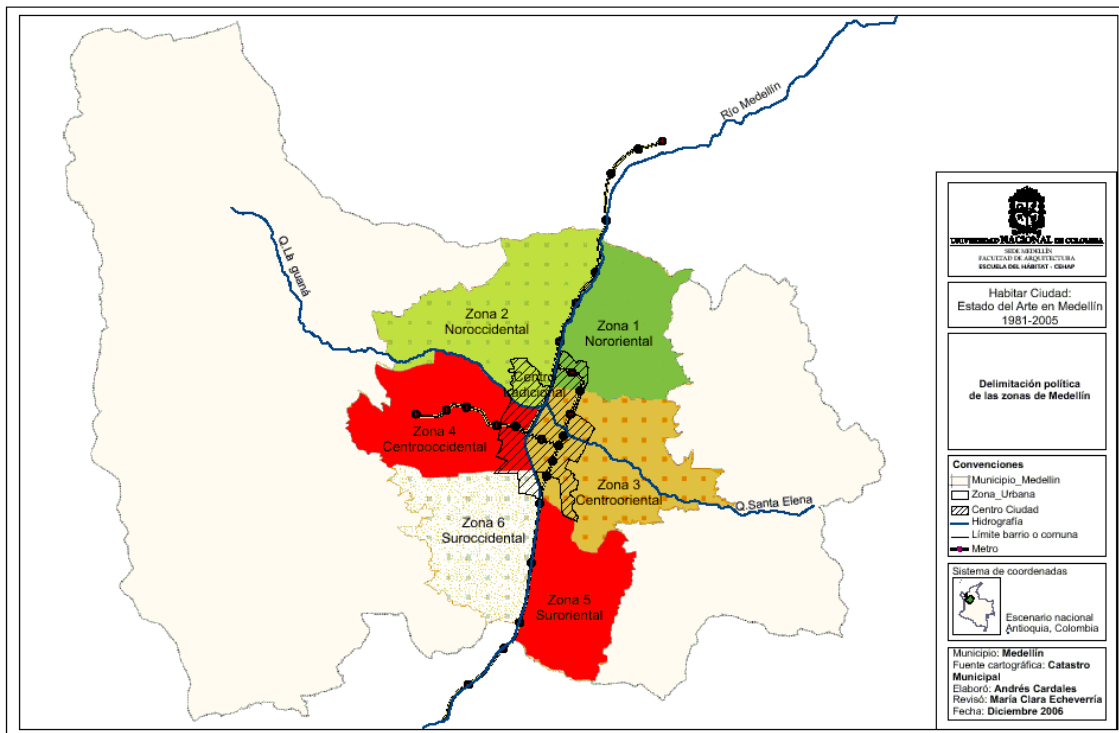 Río Medellín
Q.La guaná
Zona 2
Noroccidental
Zona 1
Nororiental
Centro
tradicional
Zona 4
Centrooccidental
Zona 3
Centrooriental
Q.Santa Elena
Zona 6
Suroccidental
Zona 5
Suroriental
UNIVERSIDAD NACIONAL DE COLOMBIA
SEDE MEDELLÍN
FACULTAD DE ARQUITECTURA
ESCUELA DEL HÁBITAT - CEHAP
Habitar Ciudad:
Estado del Arte en Medellín
1981-2005
Delimitación política
de las zonas de Medellín
Convenciones
Municipio_Medellin
Zona_Urbana
Centro Ciudad
Hidrografía
Límite barrio o comuna
Metro
Sistema de coordenadas
Escenario nacional
Antioquia, Colombia
Municipio: Medellín
Fuente cartográfica: Catastro
Municipal
Elaboró: Andrés Cardales
Revisó: María Clara Echeverría
Fecha: Diciembre 2006